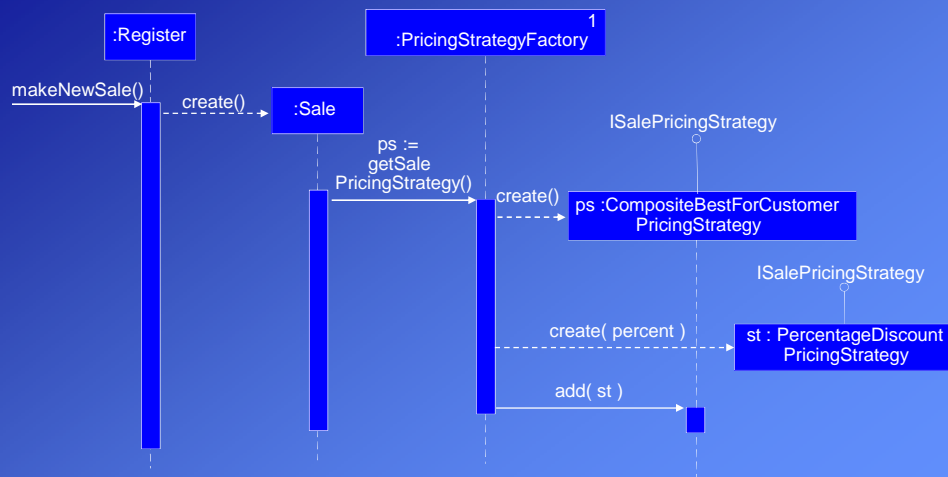 1
:Register
:PricingStrategyFactory
makeNewSale()
create()
:Sale
ISalePricingStrategy
ps :=
getSale
PricingStrategy()
create()
ps :CompositeBestForCustomer
PricingStrategy
ISalePricingStrategy
create( percent )
st : PercentageDiscount
PricingStrategy
add( st )